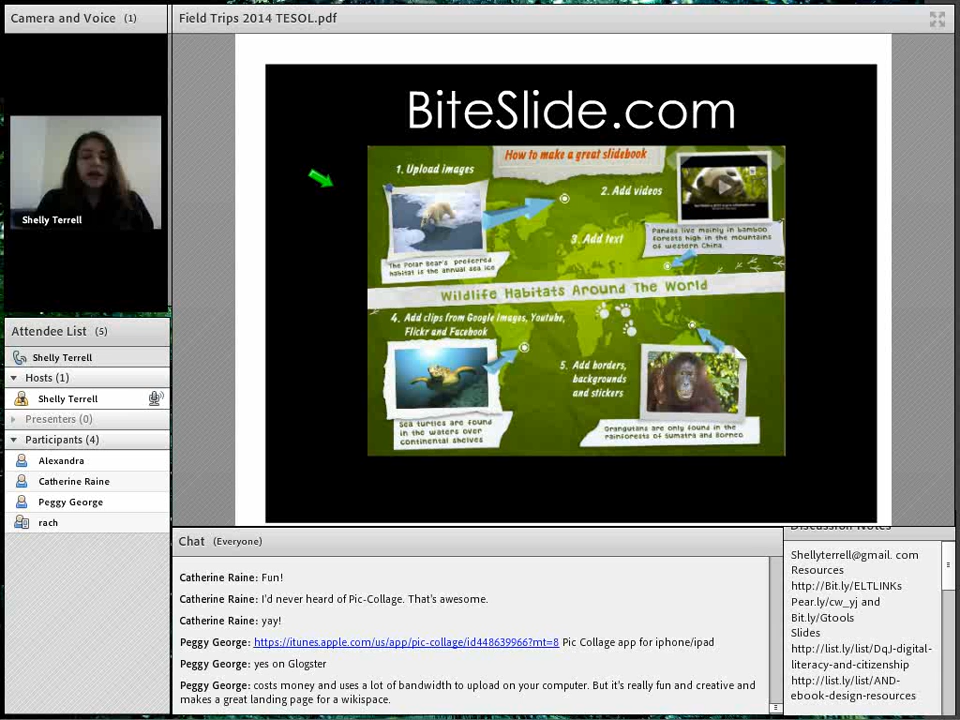 Camera and Voice (1)
Shelly Terrell
Attendee List (5)
Shelly Terrell
Hosts (1)
Shelly Terrell
Presenters (0)
Participants (4)
Alexandra
Catherine Raine
Peggy George
rach
Field Trips 2014 TESOL.pdf
BiteSlide.com
How to make a great slidebook
1. Upload images
2. Add videos
The Polar Bear's preferred
habitat is the annual sea ice
3. Add text
Pandas live mainly in bamboo
forests high in the mountains
of western China.
Wildlife Habitats Around The World
4. Add clips from Google Images, Youtube,
Flickr and Facebook
5. Add borders,
backgrounds
and stickers
Sea turtles are found
in the waters over
continental shelves
Orangutans are only found in the
rainforests of Sumatra and Borneo
Chat (Everyone)
Catherine Raine: Fun!
Catherine Raine: I'd never heard of Pic-Collage. That's awesome.
Catherine Raine: yay!
Peggy George: https://itunes.apple.com/us/app/pic-collage/id448639966?mt=8 Pic Collage app for iphone/ipad
Peggy George: yes on Glogster
Peggy George: costs money and uses a lot of bandwidth to upload on your computer. But it's really fun and creative and
makes a great landing page for a wikispace.
Discussion Notes
Shellyterrell@gmail. com
Resources
http://Bit.ly/ELTLINKs
Pear.ly/cw_yj and
Bit.ly/Gtools
Slides
http://list.ly/list/DqJ-digital-
literacy-and-citizenship
http://list.ly/list/AND-
ebook-design-resources